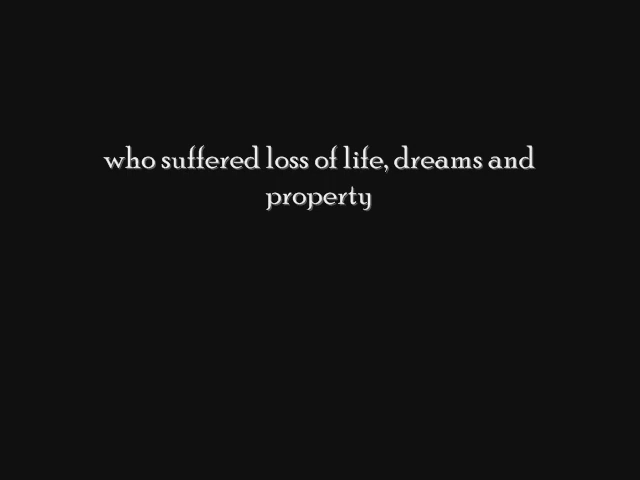 who suffered loss of life, dreams and
property